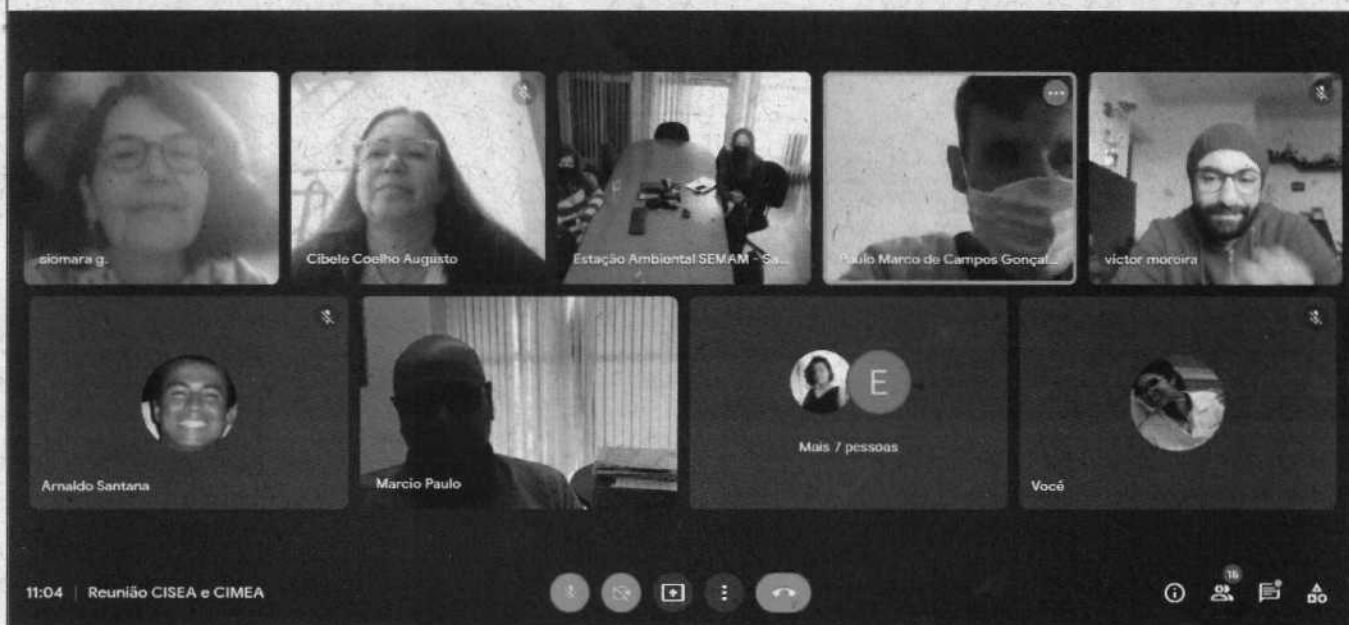 siomara g.
Cibele Coelho Augusto
Estação Ambiental SEMAM - Sa...
Paulo Marco de Campos Gonçal...
victor moreira
Arnaldo Santana
Marcio Paulo
E
Mais 7 pessoas
Você
11:04 | Reunião CISEA e CIMEA
16